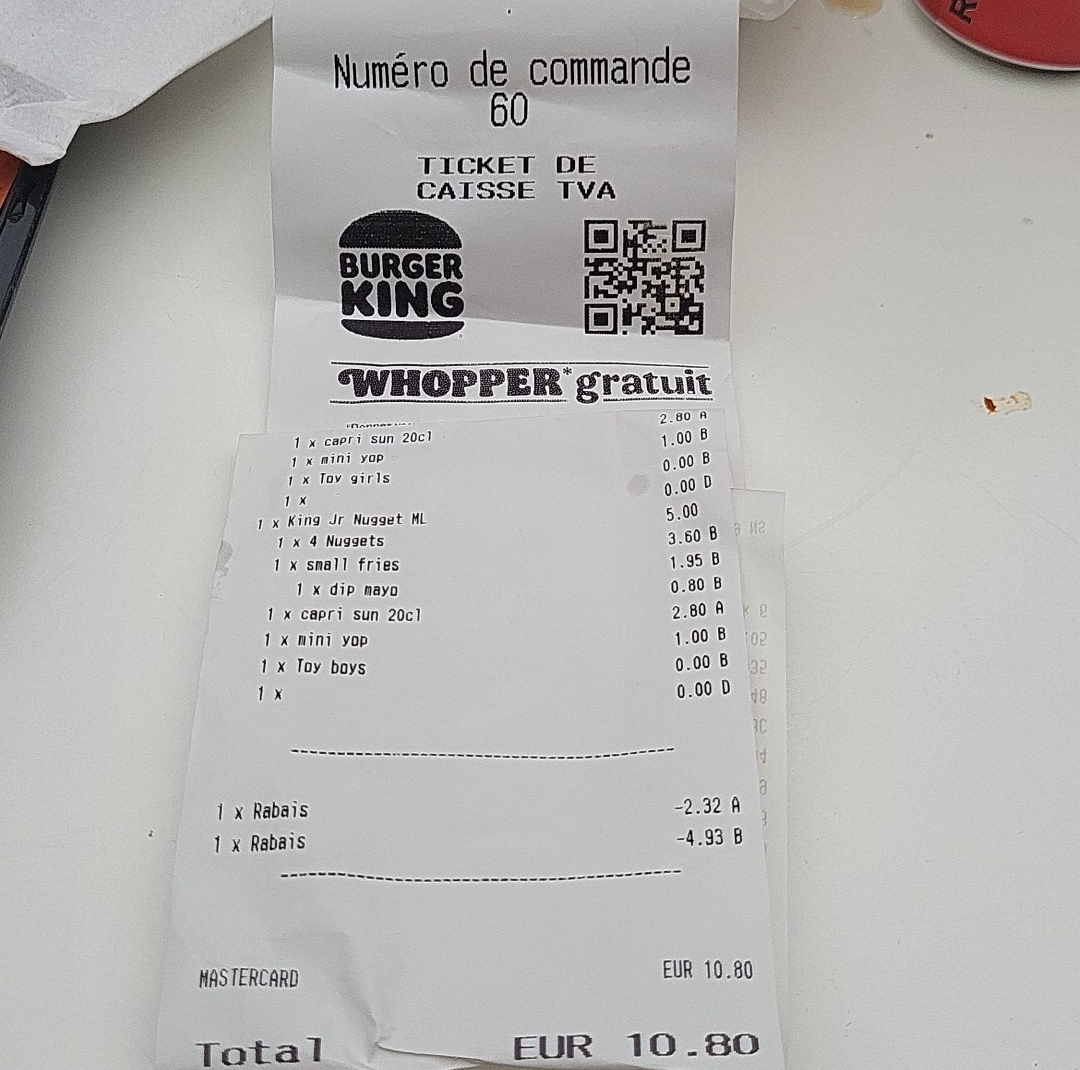 Numéro de commande
60
TICKET DE
CAISSE TVA
BURGER
KING
WHOPPER* gratuit
1 x capri sun 20cl 2.80 A
1 x mini yop 1.00 B
1 x Toy girls 0.00 B
1 x 0.00 D
1 x King Jr Nugget ML 5.00
1 x 4 Nuggets 3.60 B
1 x small fries 1.95 B
1 x dip mayo 0.80 B
1 x capri sun 20cl 2.80 A
1 x mini yop 1.00 B
1 x Toy boys 0.00 B
1 x 0.00 D
1 x Rabais -2.32 A
1 x Rabais -4.93 B
MASTERCARD EUR 10.80
Total EUR 10.80